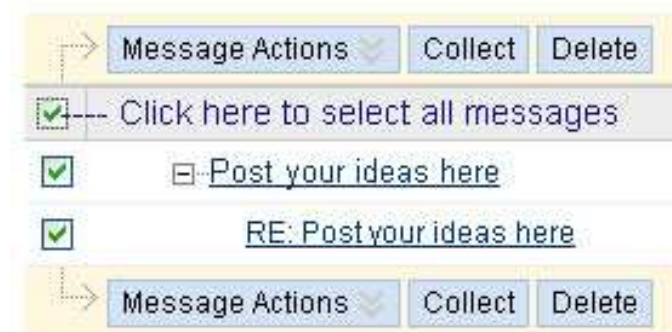 Message Actions Collect Delete
Click here to select all messages
Post your ideas here
RE: Post your ideas here
Message Actions Collect Delete